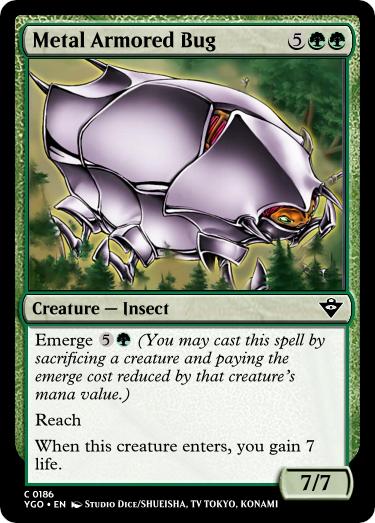 Metal Armored Bug 5
Creature — Insect
Emerge 5 (You may cast this spell by
sacrificing a creature and paying the
emerge cost reduced by that creature's
mana value.)
Reach
When this creature enters, you gain 7
life.
7/7
C 0186
YGO • EN Studio Dice/SHUEISHA, TV TOKYO, KONAMI